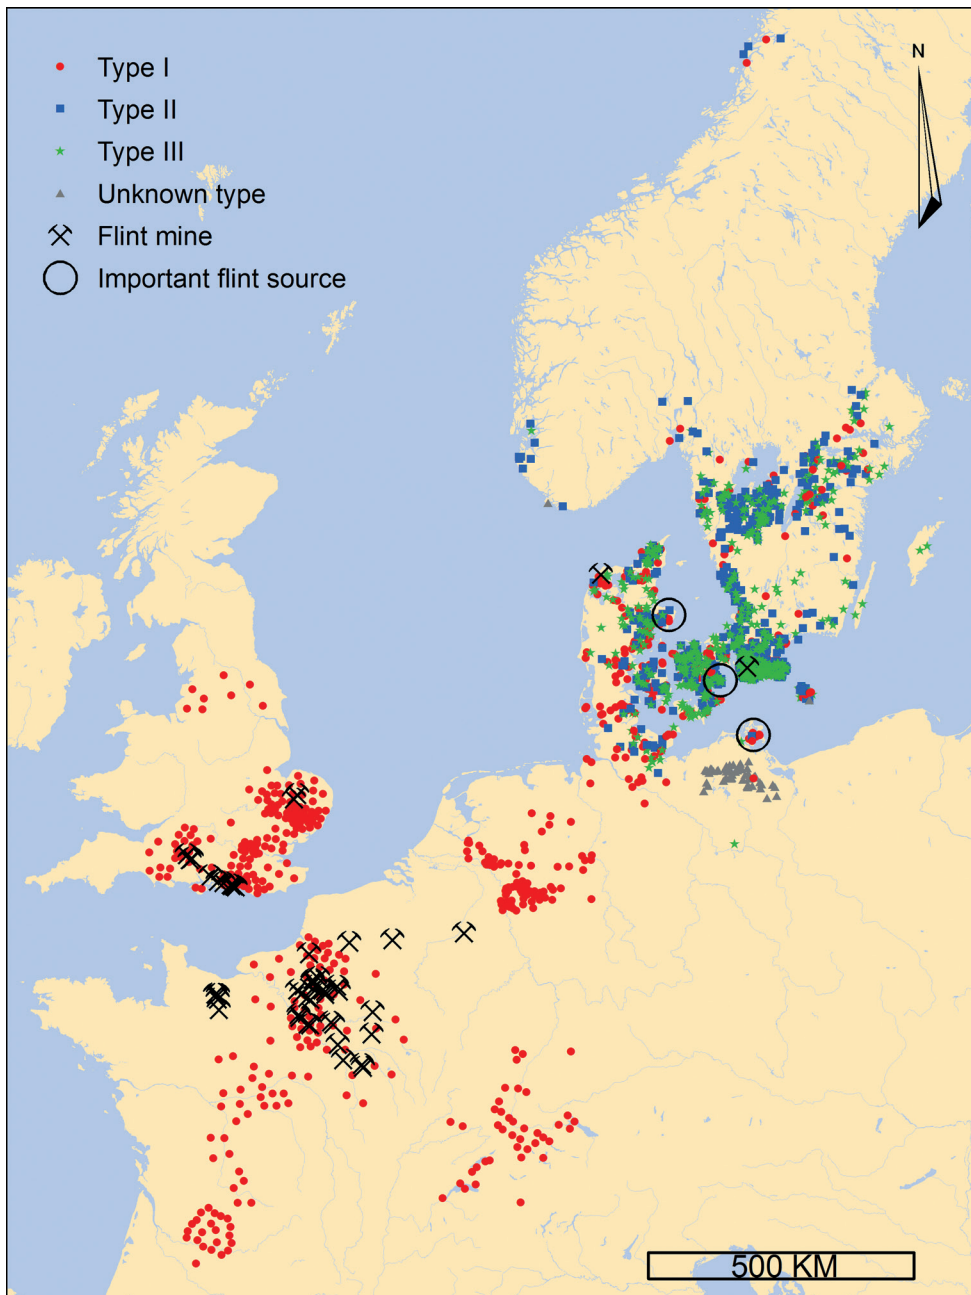 N
Type I
Type II
Type III
Unknown type
Flint mine
Important flint source
500 KM